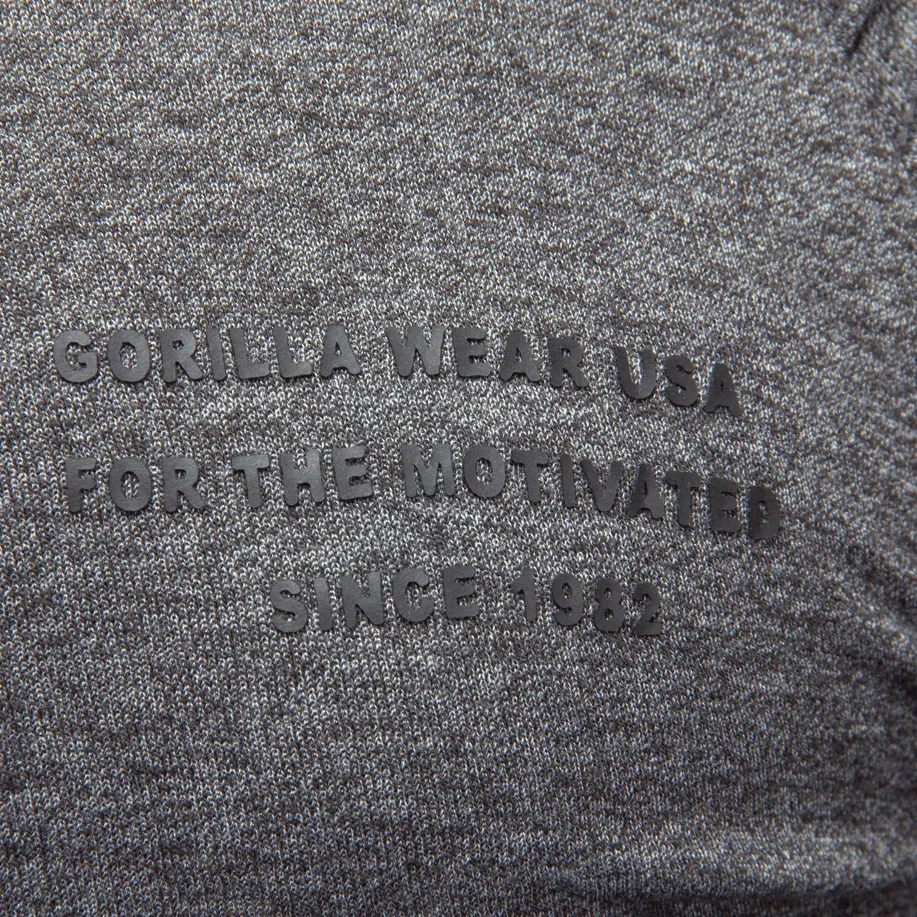 GORILLA WEAR USA
FOR THE MOTIVATED
SINCE 1982